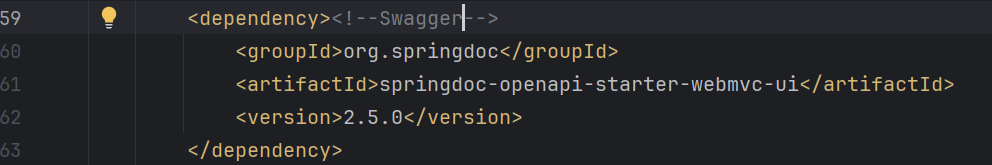 59 <dependency><!--Swagger-->
60 <groupId>org.springdoc</groupId>
61 <artifactId>springdoc-openapi-starter-webmvc-ui</artifactId>
62 <version>2.5.0</version>
63 </dependency>